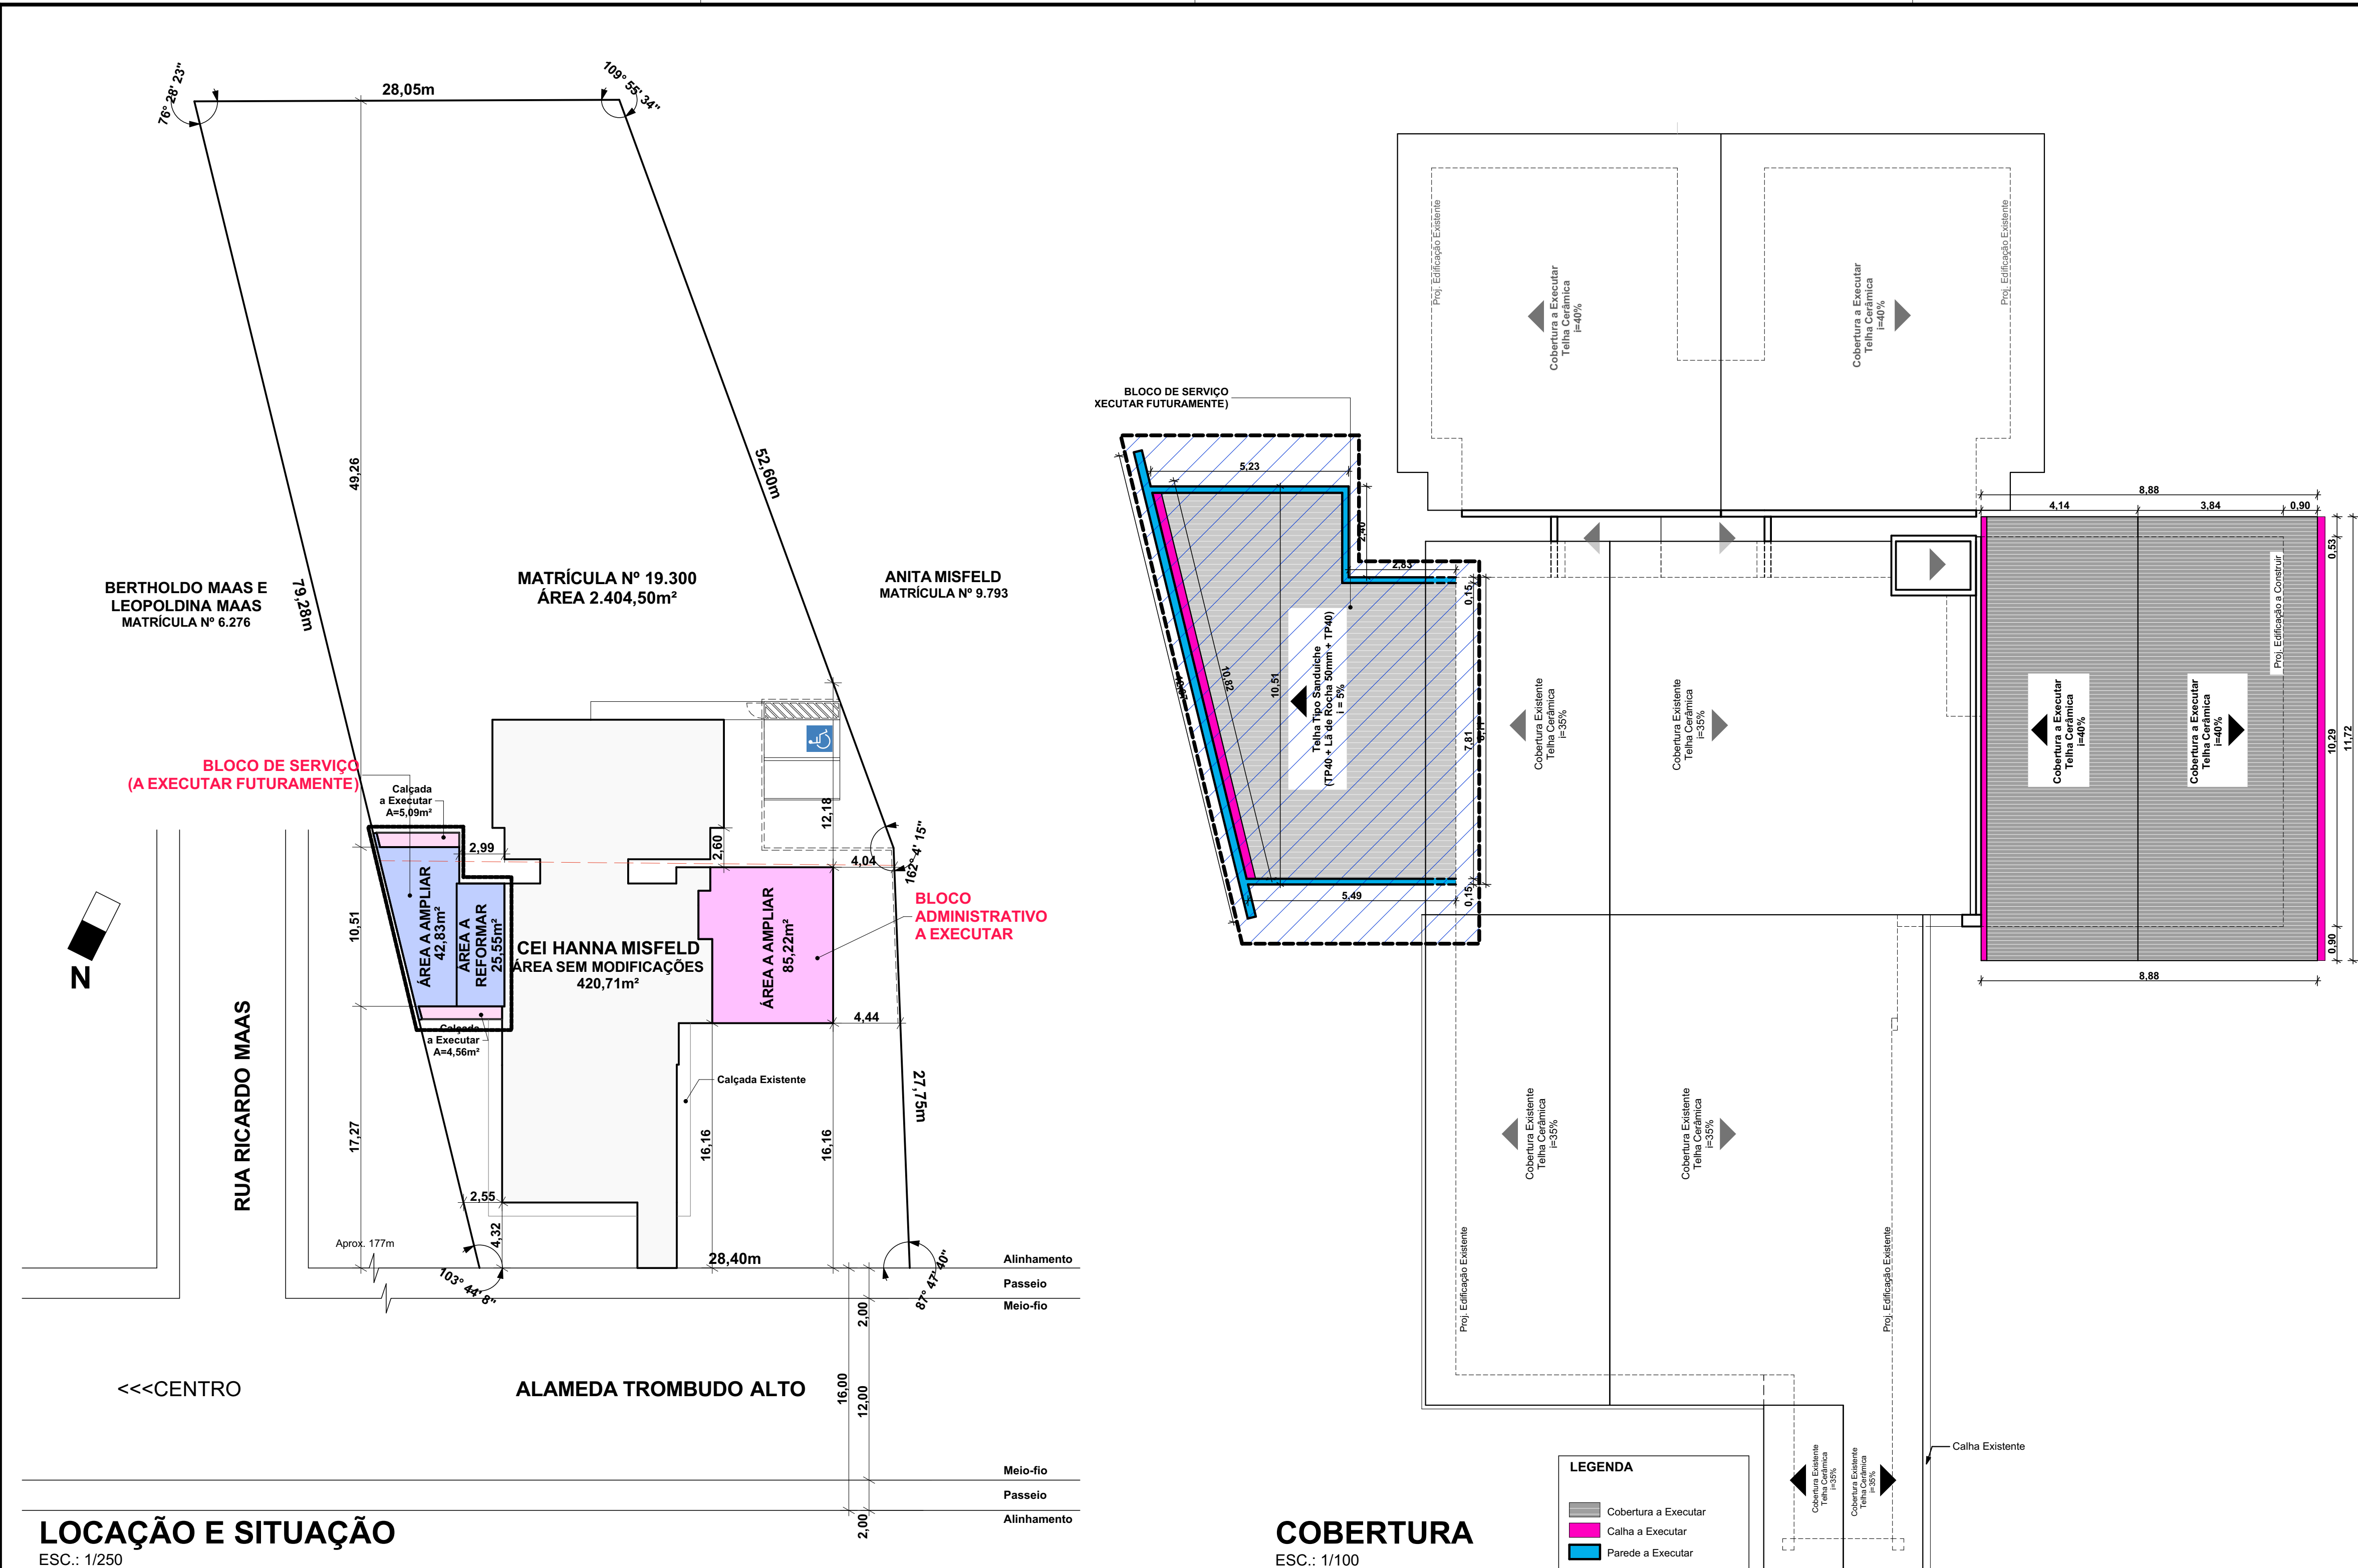 76° 28' 23"
28,05m
109° 55' 34"
49,26
52,60m
79,28m
BERTHOLDO MAAS E
LEOPOLDINA MAAS
MATRÍCULA Nº 6.276
MATRÍCULA Nº 19.300
ÁREA 2.404,50m²
ANITA MISFELD
MATRÍCULA Nº 9.793
BLOCO DE SERVIÇO
(A EXECUTAR FUTURAMENTE)
Calçada
a Executar
A=5,09m²
2,99
2,60
12,18
4,04
162° 4' 15"
10,51
ÁREA A AMPLIAR
42,83m²
ÁREA A
REFORMAR
25,55m²
CEI HANNA MISFELD
ÁREA SEM MODIFICAÇÕES
420,71m²
ÁREA A AMPLIAR
85,22m²
BLOCO
ADMINISTRATIVO
A EXECUTAR
N
4,44
Calçada
a Executar
A=4,56m²
Calçada Existente
27,75m
RUA RICARDO MAAS
17,27
16,16
16,16
2,55
4,32
Aprox. 177m
103° 44' 8"
28,40m
87° 47' 40"
Alinhamento
Passeio
Meio-fio
2,00
<<<CENTRO
ALAMEDA TROMBUDO ALTO
16,00
12,00
Meio-fio
Passeio
Alinhamento
2,00
LOCAÇÃO E SITUAÇÃO
ESC.: 1/250
Proj. Edificação Existente
Cobertura a Executar
Telha Cerâmica
i=40%
Cobertura a Executar
Telha Cerâmica
i=40%
Proj. Edificação Existente
BLOCO DE SERVIÇO
XECUTAR FUTURAMENTE)
5,23
2,40
2,83
0,15
10,82
10,51
Telha Tipo Sanduíche
(TP40 + Lã de Rocha 50mm + TP40)
i = 5%
7,81
5,49
0,15
Cobertura Existente
Telha Cerâmica
i=35%
Cobertura Existente
Telha Cerâmica
i=35%
8,88
4,14
3,84
0,90
0,53
Proj. Edificação a Construir
Cobertura a Executar
Telha Cerâmica
i=40%
Cobertura a Executar
Telha Cerâmica
i=40%
10,29
11,72
0,90
8,88
Cobertura Existente
Telha Cerâmica
i=35%
Cobertura Existente
Telha Cerâmica
i=35%
Proj. Edificação Existente
Proj. Edificação Existente
Cobertura Existente
Telha Cerâmica
i=35%
Cobertura Existente
Telha Cerâmica
i=35%
Calha Existente
LEGENDA
Cobertura a Executar
Calha a Executar
Parede a Executar
COBERTURA
ESC.: 1/100